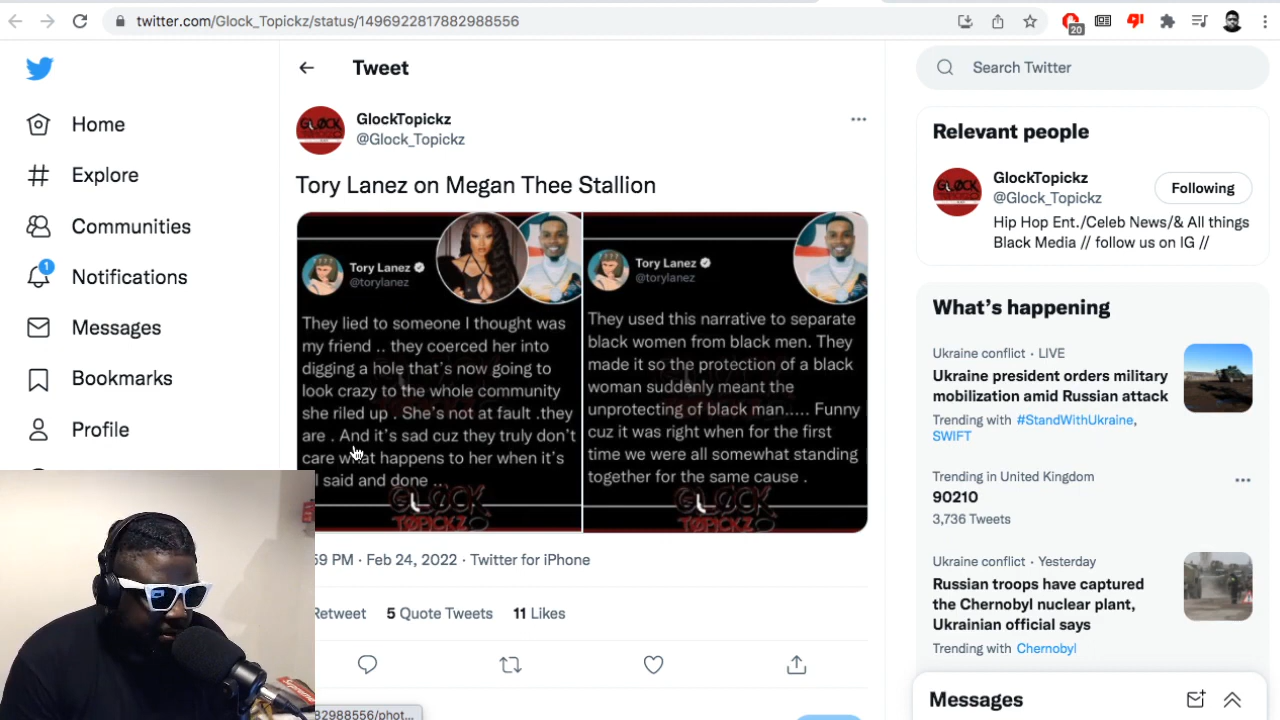 twitter.com/Glock_Topickz/status/1496922817882988556
20
Home
Explore
Communities
1
Notifications
Messages
Bookmarks
Profile
Tweet
GlockTopickz
@Glock_Topickz
Tory Lanez on Megan Thee Stallion
Tory Lanez
@torylanez
They lied to someone I thought was
my friend .. they coerced her into
digging a hole that's now going to
look crazy to the whole community
she riled up . She's not at fault .they
are . And it's sad cuz they truly don't
care what happens to her when it's
said and done ...
GLOCK
TOPICKZ
Tory Lanez
@torylanez
They used this narrative to separate
black women from black men. They
made it so the protection of a black
woman suddenly meant the
unprotecting of black man..... Funny
cuz it was right when for the first
time we were all somewhat standing
together for the same cause .
GLOCK
TOPICKZ
59 PM · Feb 24, 2022 · Twitter for iPhone
Retweet 5 Quote Tweets 11 Likes
82988556/phot...
Search Twitter
Relevant people
GlockTopickz
@Glock_Topickz
Following
Hip Hop Ent./Celeb News/& All things
Black Media // follow us on IG //
What's happening
Ukraine conflict · LIVE
Ukraine president orders military
mobilization amid Russian attack
Trending with #StandWithUkraine,
SWIFT
Trending in United Kingdom
90210
3,736 Tweets
Ukraine conflict · Yesterday
Russian troops have captured
the Chernobyl nuclear plant,
Ukrainian official says
Trending with Chernobyl
Messages
Supreme